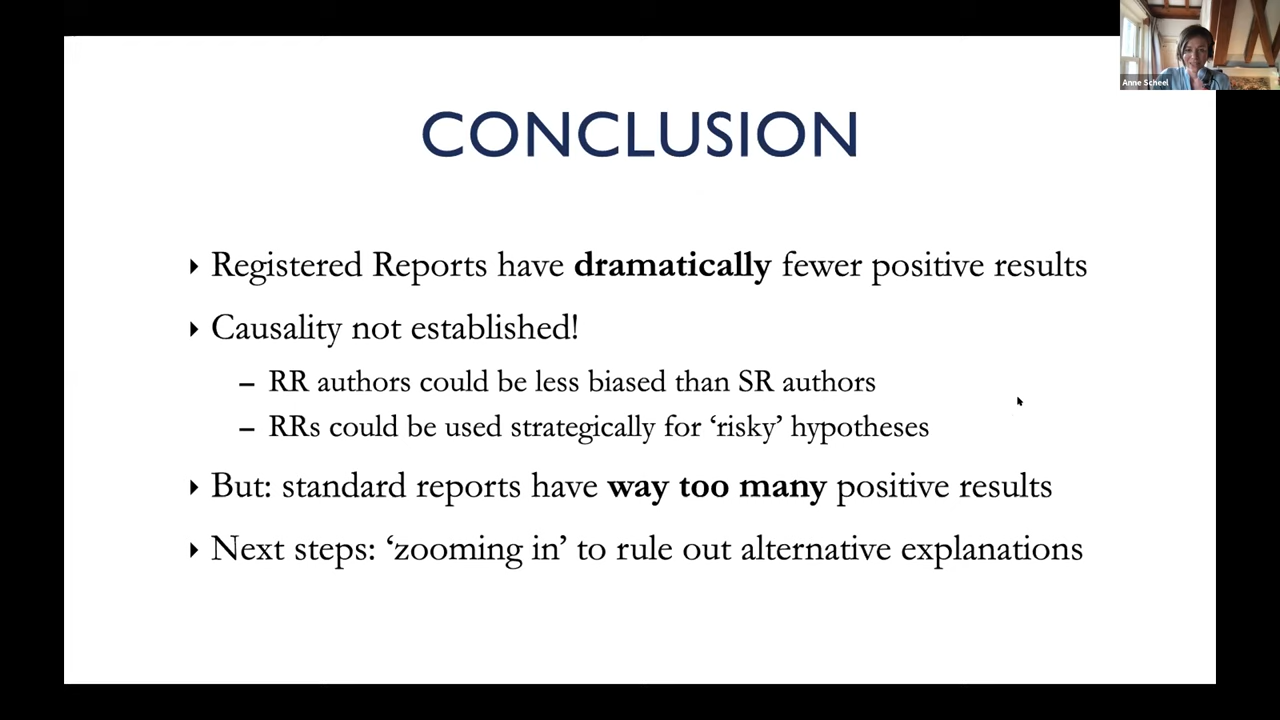 Anne Scheel
CONCLUSION
‣ Registered Reports have dramatically fewer positive results
‣ Causality not established!
– RR authors could be less biased than SR authors
– RRs could be used strategically for ‘risky’ hypotheses
‣ But: standard reports have way too many positive results
‣ Next steps: ‘zooming in’ to rule out alternative explanations